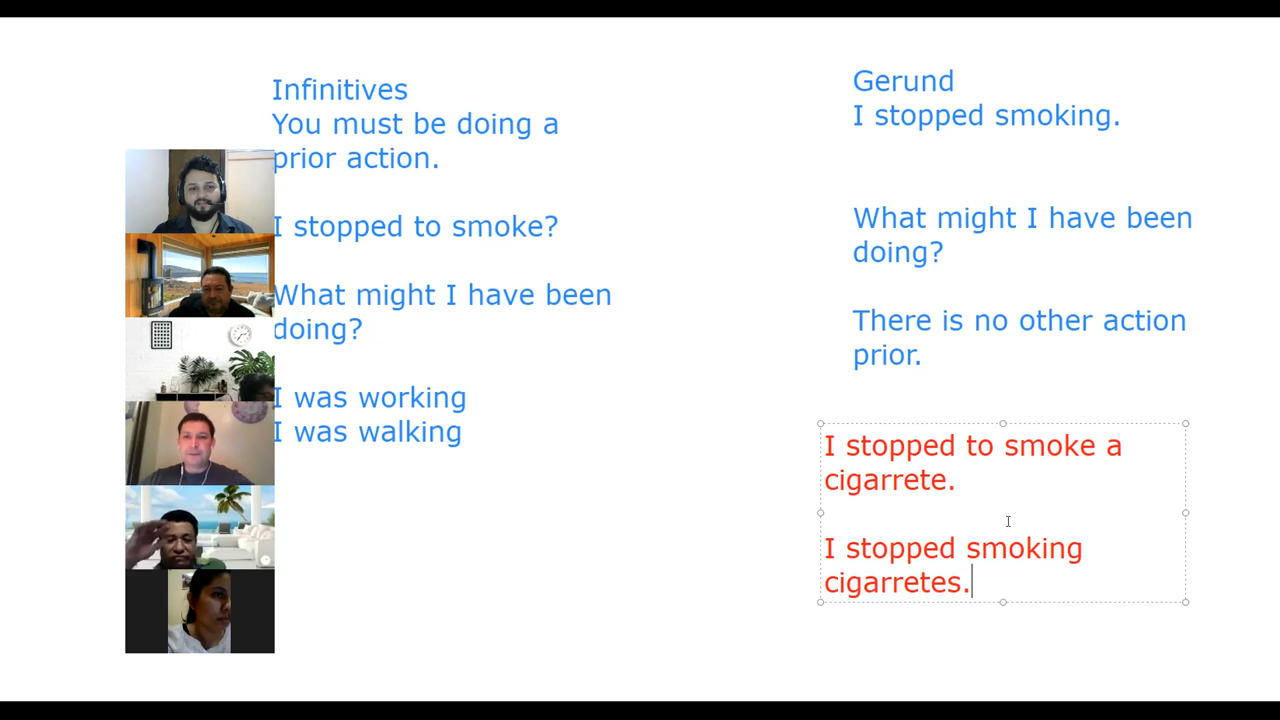 Infinitives
You must be doing a
prior action.
I stopped to smoke?
What might I have been
doing?
I was working
I was walking
Gerund
I stopped smoking.
What might I have been
doing?
There is no other action
prior.
I stopped to smoke a
cigarrete.
I stopped smoking
cigarretes.